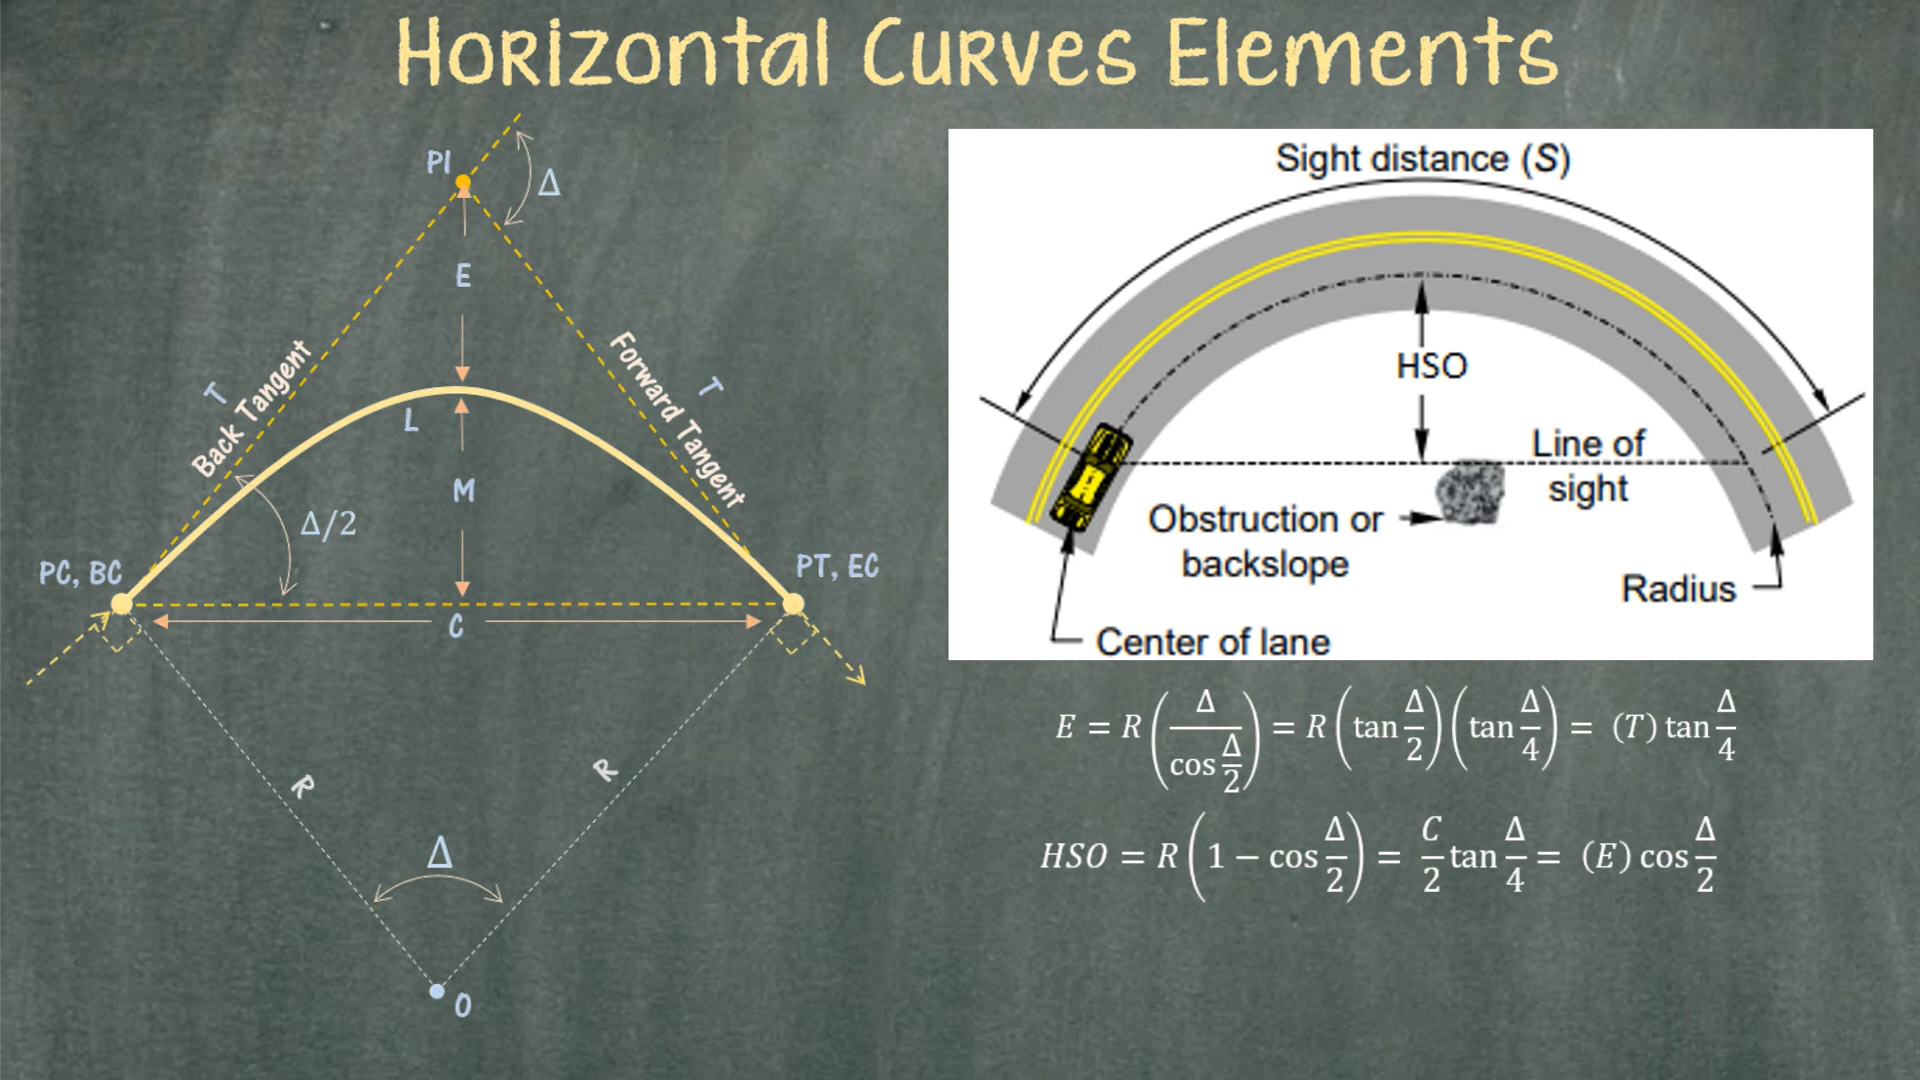 Horizontal Curves Elements
PI
Δ
E
T
Back Tangent
Forward Tangent
T
L
M
Δ/2
PC, BC
PT, EC
C
R
R
Δ
O
Sight distance (S)
HSO
Line of
sight
Obstruction or
backslope
Radius
Center of lane
E = R (Δ / cos Δ/2) = R (tan Δ/2) (tan Δ/4) = (T) tan Δ/4
HSO = R (1 − cos Δ/2) = C/2 tan Δ/4 = (E) cos Δ/2